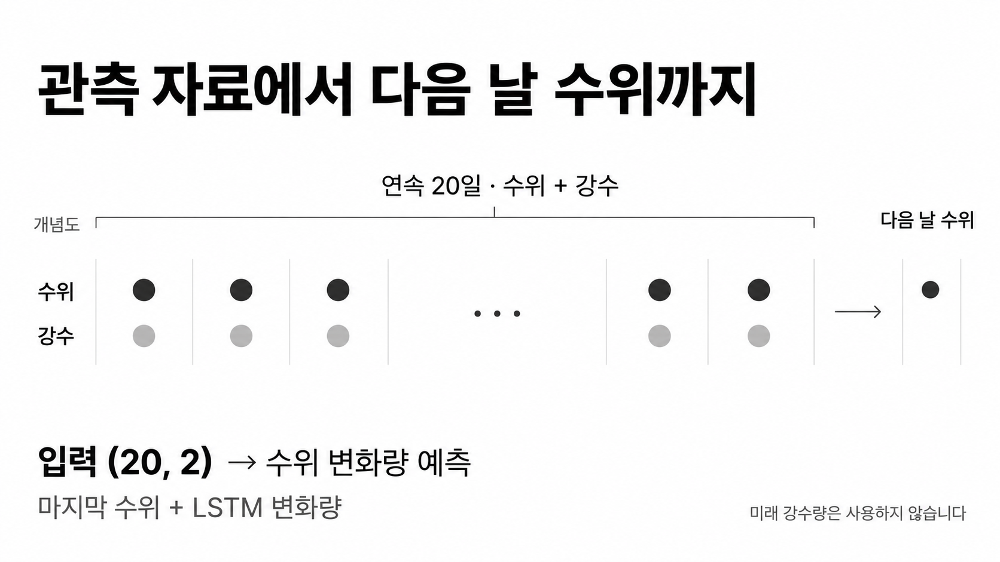 관측 자료에서 다음 날 수위까지
연속 20일 · 수위 + 강수
개념도
다음 날 수위
수위
강수
입력 (20, 2) → 수위 변화량 예측
마지막 수위 + LSTM 변화량
미래 강수량은 사용하지 않습니다